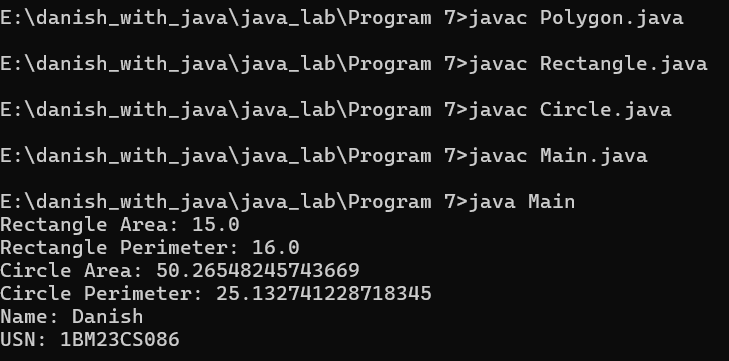 E:\danish_with_java\java_lab\Program 7>javac Polygon.java
E:\danish_with_java\java_lab\Program 7>javac Rectangle.java
E:\danish_with_java\java_lab\Program 7>javac Circle.java
E:\danish_with_java\java_lab\Program 7>javac Main.java
E:\danish_with_java\java_lab\Program 7>java Main
Rectangle Area: 15.0
Rectangle Perimeter: 16.0
Circle Area: 50.26548245743669
Circle Perimeter: 25.132741228718345
Name: Danish
USN: 1BM23CS086